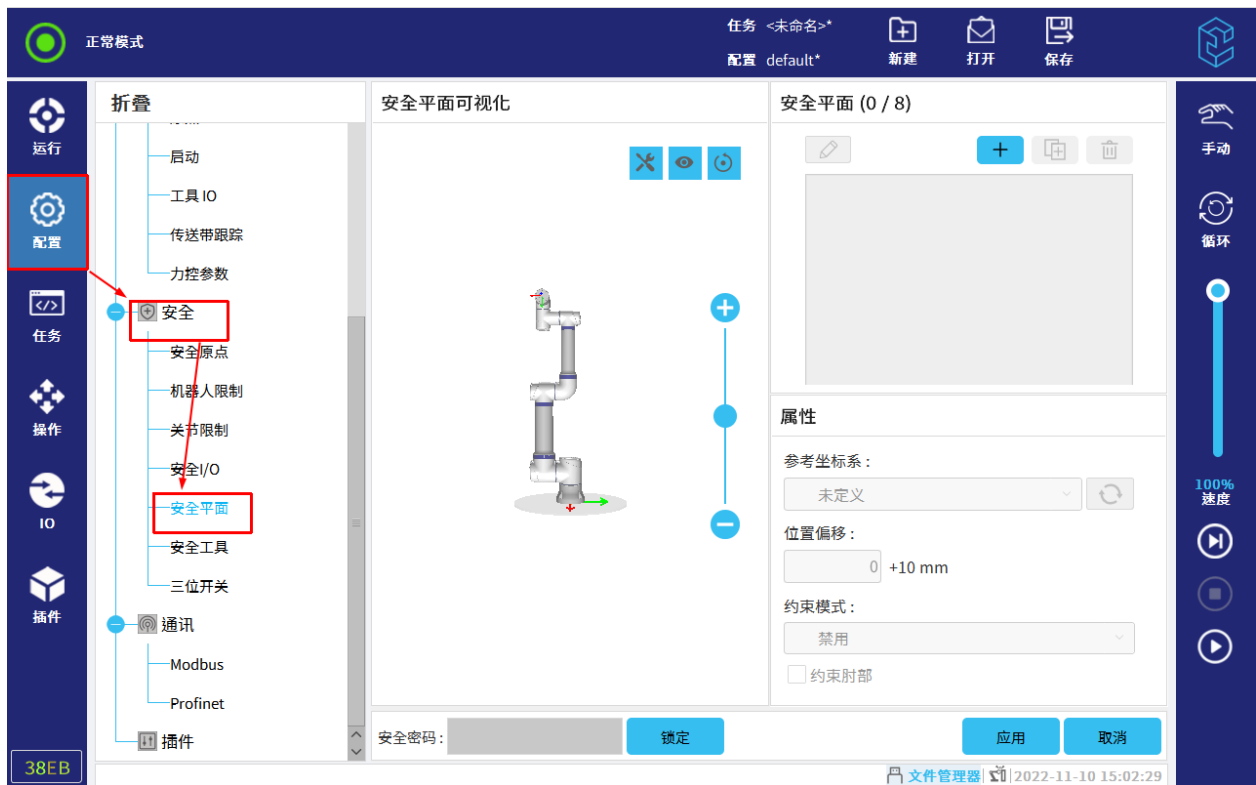 正常模式
任务 <未命名>*
配置 default*
新建
打开
保存
运行
配置
任务
操作
IO
插件
38EB
折叠
启动
工具 IO
传送带跟踪
力控参数
安全
安全原点
机器人限制
关节限制
安全I/O
安全平面
安全工具
三位开关
通讯
Modbus
Profinet
插件
安全平面可视化
安全平面 (0 / 8)
属性
参考坐标系 :
未定义
位置偏移 :
0 +10 mm
约束模式 :
禁用
约束肘部
安全密码 :
锁定
应用
取消
手动
循环
100%
速度
文件管理器
2022-11-10 15:02:29